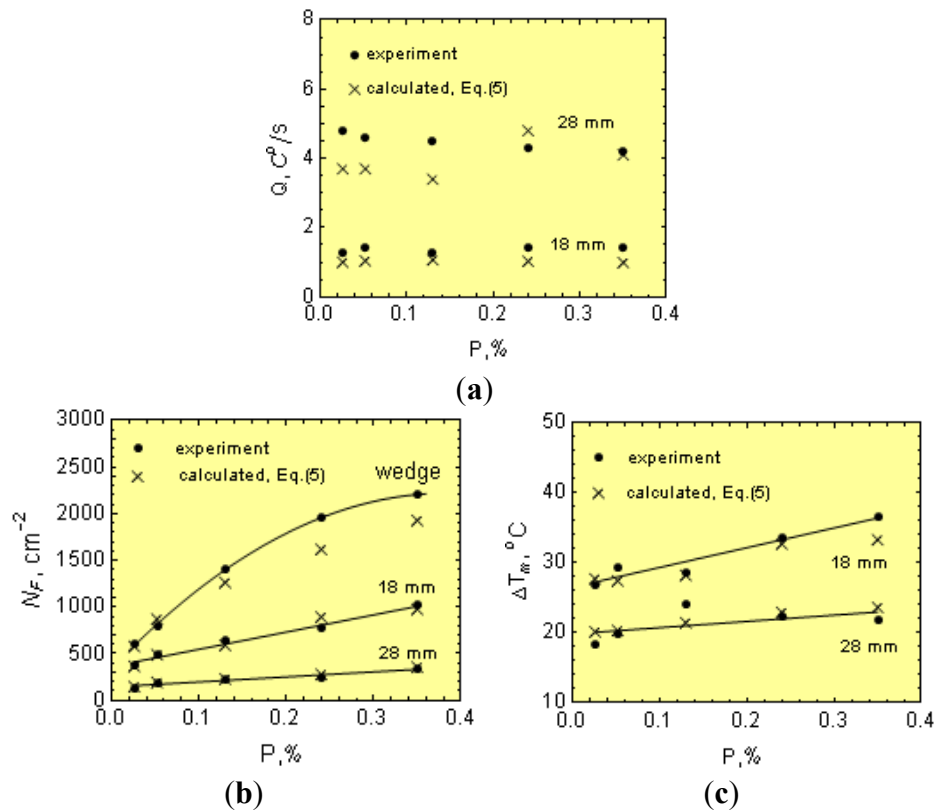 8
6
4
2
0
Q, C⁰/s
experiment
calculated, Eq.(5)
28 mm
18 mm
0.0 0.1 0.2 0.3 0.4
P,%
(a)
3000
2500
2000
1500
1000
500
0
N_F, cm⁻²
experiment
calculated, Eq.(5)
wedge
18 mm
28 mm
0.0 0.1 0.2 0.3 0.4
P,%
(b)
50
40
30
20
10
ΔT_m, ⁰C
experiment
calculated, Eq.(5)
18 mm
28 mm
0.0 0.1 0.2 0.3 0.4
P,%
(c)